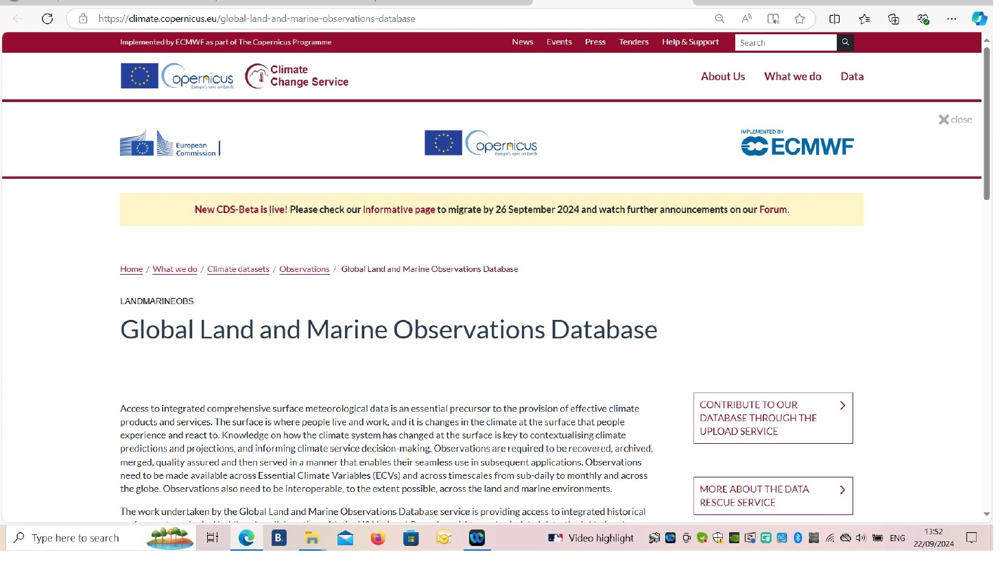 https://climate.copernicus.eu/global-land-and-marine-observations-database
Implemented by ECMWF as part of The Copernicus Programme
News Events Press Tenders Help & Support Search
opernicus
Europe's eyes on Earth
Climate
Change Service
About Us What we do Data
close
European
Commission
opernicus
Europe's eyes on Earth
IMPLEMENTED BY
ECMWF
New CDS-Beta is live! Please check our informative page to migrate by 26 September 2024 and watch further announcements on our Forum.
Home / What we do / Climate datasets / Observations / Global Land and Marine Observations Database
LANDMARINEOBS
Global Land and Marine Observations Database
Access to integrated comprehensive surface meteorological data is an essential precursor to the provision of effective climate
products and services. The surface is where people live and work, and it is changes in the climate at the surface that people
experience and react to. Knowledge on how the climate system has changed at the surface is key to contextualising climate
predictions and projections, and informing climate service decision-making. Observations are required to be recovered, archived,
merged, quality assured and then served in a manner that enables their seamless use in subsequent applications. Observations
need to be made available across Essential Climate Variables (ECVs) and across timescales from sub-daily to monthly and across
the globe. Observations also need to be interoperable, to the extent possible, across the land and marine environments.
The work undertaken by the Global Land and Marine Observations Database service is providing access to integrated historical
CONTRIBUTE TO OUR
DATABASE THROUGH THE
UPLOAD SERVICE
MORE ABOUT THE DATA
RESCUE SERVICE
Type here to search
B.
Video highlight
ENG
13:52
22/09/2024